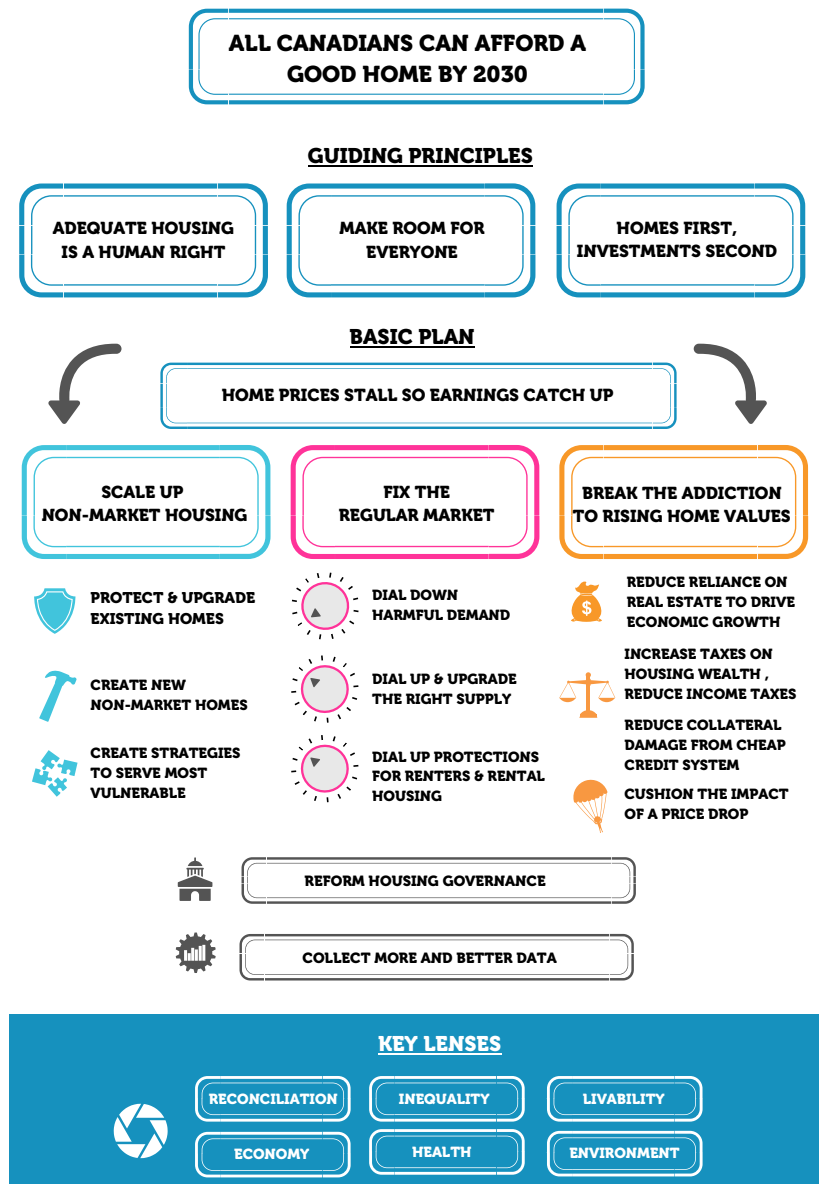 ALL CANADIANS CAN AFFORD A
GOOD HOME BY 2030
GUIDING PRINCIPLES
ADEQUATE HOUSING
IS A HUMAN RIGHT
MAKE ROOM FOR
EVERYONE
HOMES FIRST,
INVESTMENTS SECOND
BASIC PLAN
HOME PRICES STALL SO EARNINGS CATCH UP
SCALE UP
NON-MARKET HOUSING
PROTECT & UPGRADE
EXISTING HOMES
CREATE NEW
NON-MARKET HOMES
CREATE STRATEGIES
TO SERVE MOST
VULNERABLE
FIX THE
REGULAR MARKET
DIAL DOWN
HARMFUL DEMAND
DIAL UP & UPGRADE
THE RIGHT SUPPLY
DIAL UP PROTECTIONS
FOR RENTERS & RENTAL
HOUSING
BREAK THE ADDICTION
TO RISING HOME VALUES
$
REDUCE RELIANCE ON
REAL ESTATE TO DRIVE
ECONOMIC GROWTH
INCREASE TAXES ON
HOUSING WEALTH ,
REDUCE INCOME TAXES
REDUCE COLLATERAL
DAMAGE FROM CHEAP
CREDIT SYSTEM
CUSHION THE IMPACT
OF A PRICE DROP
REFORM HOUSING GOVERNANCE
COLLECT MORE AND BETTER DATA
KEY LENSES
RECONCILIATION
INEQUALITY
LIVABILITY
ECONOMY
HEALTH
ENVIRONMENT